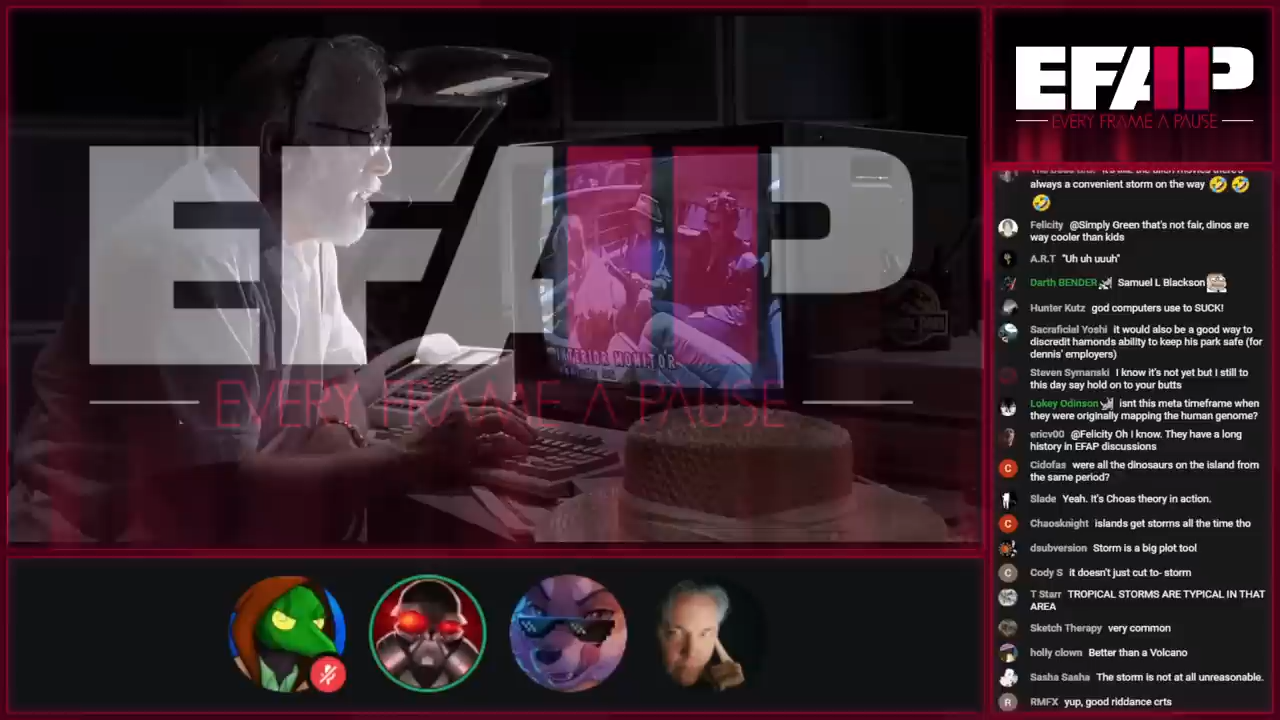 EFAP
EVERY FRAME A PAUSE
INTERIOR MONITOR
EFAP
EVERY FRAME A PAUSE
always a convenient storm on the way 🤣 🤣
🤣
Felicity @Simply Green that's not fair, dinos are
way cooler than kids
A.R.T "Uh uh uuuh"
Darth BENDER Samuel L Blackson
Hunter Kutz god computers use to SUCK!
Sacraficial Yoshi it would also be a good way to
discredit hamonds ability to keep his park safe (for
dennis' employers)
Steven Symanski I know it's not yet but I still to
this day say hold on to your butts
Lokey Odinson isnt this meta timeframe when
they were originally mapping the human genome?
ericv00 @Felicity Oh I know. They have a long
history in EFAP discussions
C
Cidofas were all the dinosaurs on the island from
the same period?
Slade Yeah. It's Choas theory in action.
C
Chaosknight islands get storms all the time tho
dsubversion Storm is a big plot tool
C
Cody S it doesn't just cut to- storm
T Starr TROPICAL STORMS ARE TYPICAL IN THAT
AREA
Sketch Therapy very common
holly clown Better than a Volcano
Sasha Sasha The storm is not at all unreasonable.
R
RMFX yup, good riddance crts